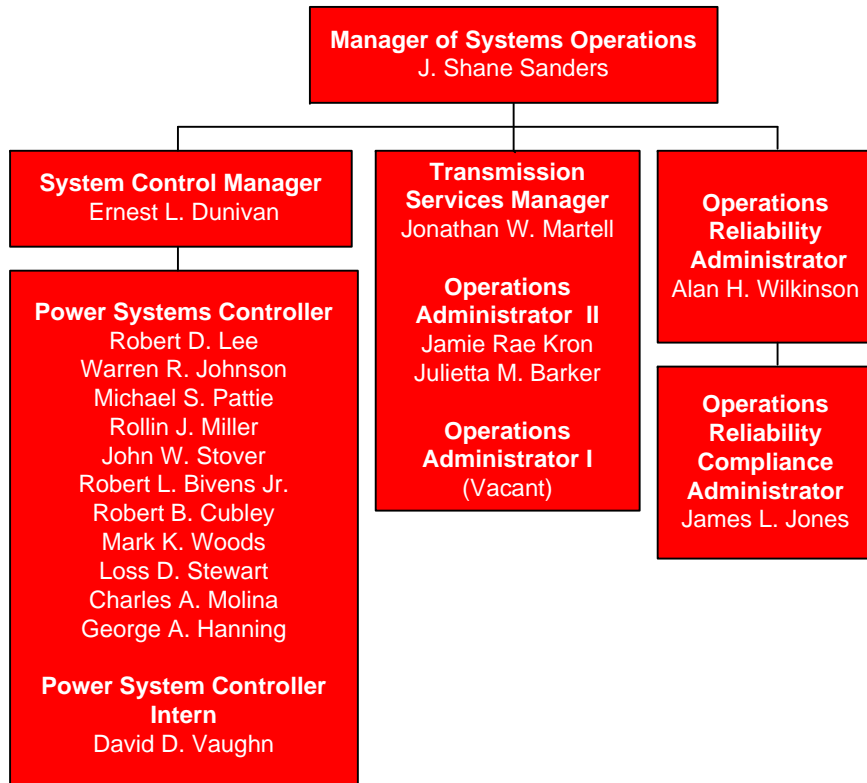 Manager of Systems Operations
J. Shane Sanders
System Control Manager
Ernest L. Dunivan
Power Systems Controller
Robert D. Lee
Warren R. Johnson
Michael S. Pattie
Rollin J. Miller
John W. Stover
Robert L. Bivens Jr.
Robert B. Cubley
Mark K. Woods
Loss D. Stewart
Charles A. Molina
George A. Hanning
Power System Controller
Intern
David D. Vaughn
Transmission
Services Manager
Jonathan W. Martell
Operations
Administrator II
Jamie Rae Kron
Julietta M. Barker
Operations
Administrator I
(Vacant)
Operations
Reliability
Administrator
Alan H. Wilkinson
Operations
Reliability
Compliance
Administrator
James L. Jones